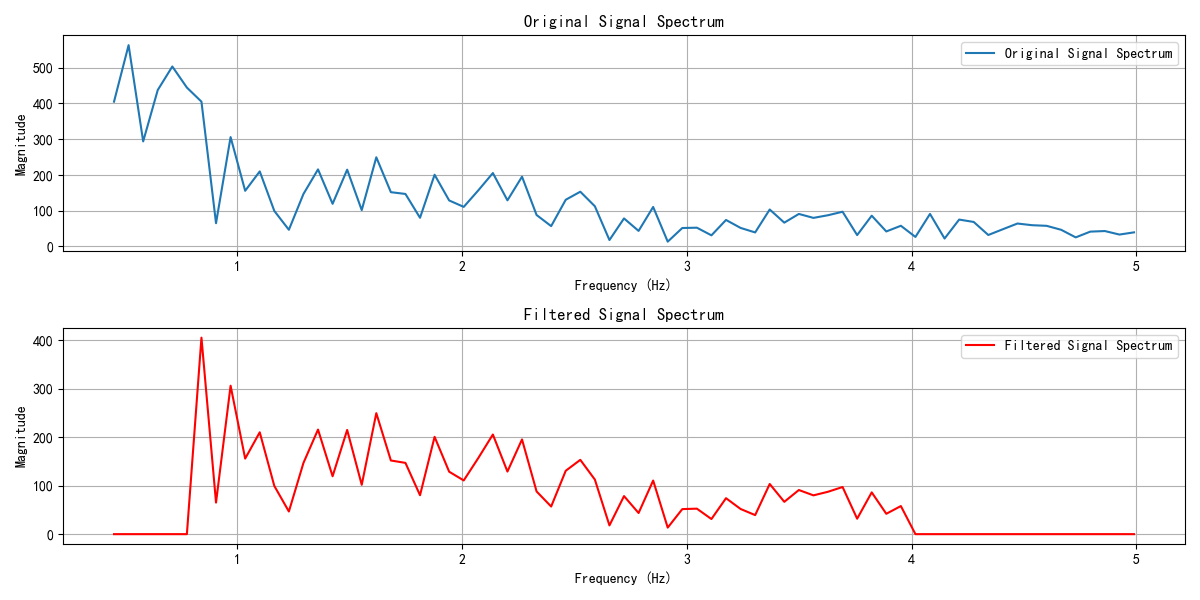 Original Signal Spectrum
Original Signal Spectrum
Magnitude
500
400
300
200
100
0
1 2 3 4 5
Frequency (Hz)
Filtered Signal Spectrum
Filtered Signal Spectrum
Magnitude
400
300
200
100
0
1 2 3 4 5
Frequency (Hz)